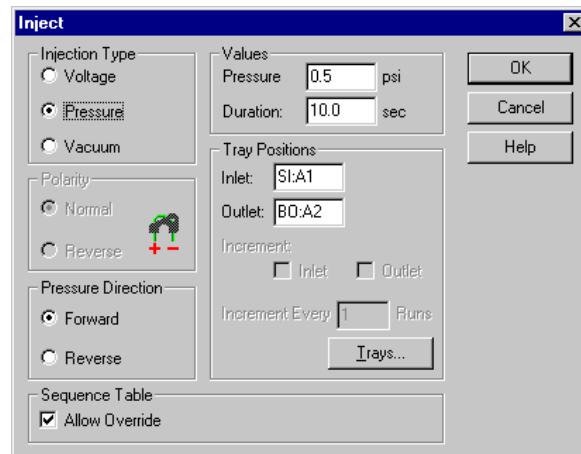 Inject
Injection Type
Voltage
Pressure
Vacuum
Polarity
Normal
Reverse
Pressure Direction
Forward
Reverse
Values
Pressure 0.5 psi
Duration: 10.0 sec
Tray Positions
Inlet: SI:A1
Outlet: BO:A2
Increment:
Inlet Outlet
Increment Every 1 Runs
Trays...
OK
Cancel
Help
Sequence Table
Allow Override